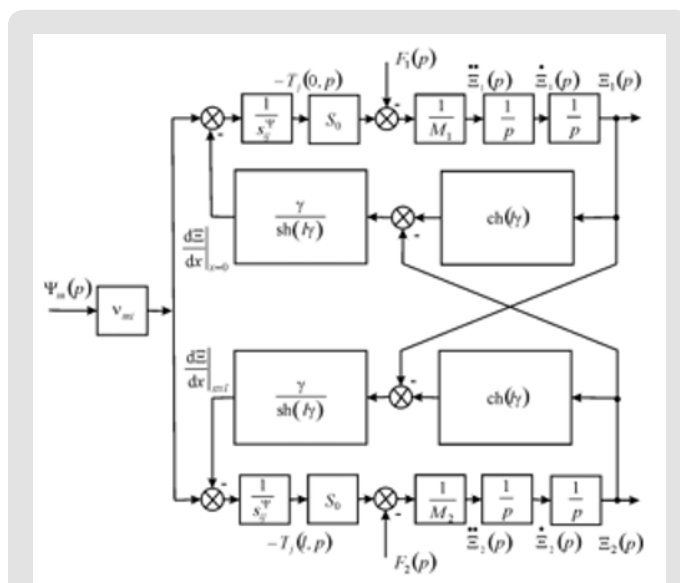 F₁(p)
−T_j(0, p)
Ξ̈₁(p) Ξ̇₁(p) Ξ₁(p)
1/s_ij^Ψ S₀ - 1/M₁ 1/p 1/p
-
γ/sh(lγ) - ch(lγ)
dΞ/dx|ₓ₌₀
Ψ_m(p)
ν_mi
dΞ/dx|ₓ₌ₗ
γ/sh(lγ) - ch(lγ)
-
1/s_ij^Ψ S₀ - 1/M₂ 1/p 1/p
−T_j(l, p)
Ξ̈₂(p) Ξ̇₂(p) Ξ₂(p)
F₂(p)